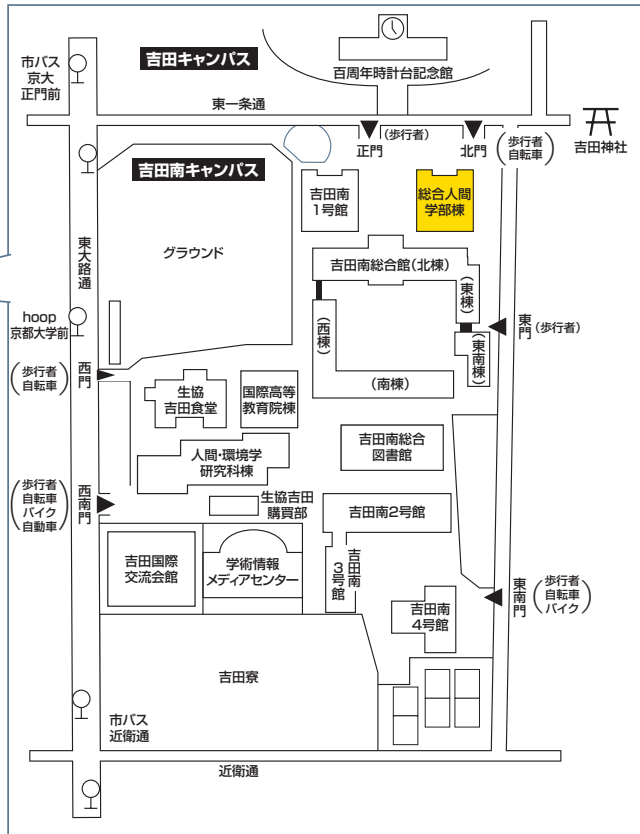 市バス
京大
正門前
吉田キャンパス
百周年時計台記念館
東一条通
吉田神社
正門
(歩行者)
北門
(歩行者
自転車)
吉田南キャンパス
吉田南
1号館
総合人間
学部棟
グラウンド
吉田南総合館(北棟)
(東棟)
東大路通
(西棟)
(東南棟)
東門
(歩行者)
hoop
京都大学前
(歩行者
自転車)
西門
(南棟)
生協
吉田食堂
国際高等
教育院棟
吉田南総合
図書館
人間・環境学
研究科棟
(歩行者
自転車
バイク
自動車)
西南門
生協吉田
購買部
吉田南2号館
吉田国際
交流会館
学術情報
メディアセンター
吉田南
3号館
吉田南
4号館
東南門
(歩行者
自転車
バイク)
吉田寮
市バス
近衛通
近衛通